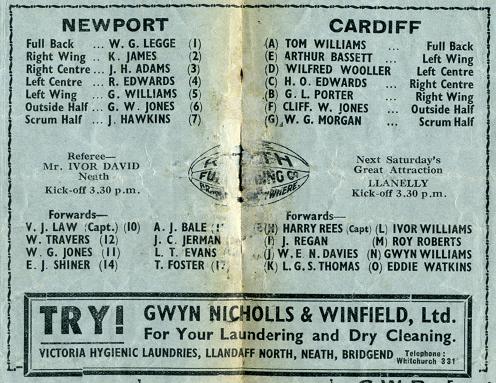 NEWPORT
Full Back ... W. G. LEGGE (1)
Right Wing .. K. JAMES (2)
Right Centre ... J. H. ADAMS (3)
Left Centre ... R. EDWARDS (4)
Left Wing ... G. WILLIAMS (5)
Outside Half ... G. W. JONES (6)
Scrum Half ... J. HAWKINS (7)
Referee—
Mr. IVOR DAVID
Neath
Kick-off 3.30 p.m.
Forwards—
V. J. LAW (Capt.) (10) A. J. BALE
W. TRAVERS (12) J. C. JERMAN
W. G. JONES (11) L. T. EVANS
E. J. SHINER (14) T. FOSTER
CARDIFF
(A) TOM WILLIAMS ... Full Back
(E) ARTHUR BASSETT ... Left Wing
(D) WILFRED WOOLLER Left Centre
(C) H. O. EDWARDS ... Right Centre
(B) G. L. PORTER ... Right Wing
(F) CLIFF. W. JONES ... Outside Half
(G) W. G. MORGAN ... Scrum Half
Next Saturday's
Great Attraction
LLANELLY
Kick-off 3.30 p.m.
Forwards—
(H) HARRY REES (Capt) (L) IVOR WILLIAMS
(I) J. REGAN (M) ROY ROBERTS
(J) W. E. N. DAVIES (N) GWYN WILLIAMS
(K) L. G. S. THOMAS (O) EDDIE WATKINS
TRY! GWYN NICHOLLS & WINFIELD, Ltd.
For Your Laundering and Dry Cleaning.
VICTORIA HYGIENIC LAUNDRIES, LLANDAFF NORTH, NEATH, BRIDGEND Telephone: Whitchurch 331